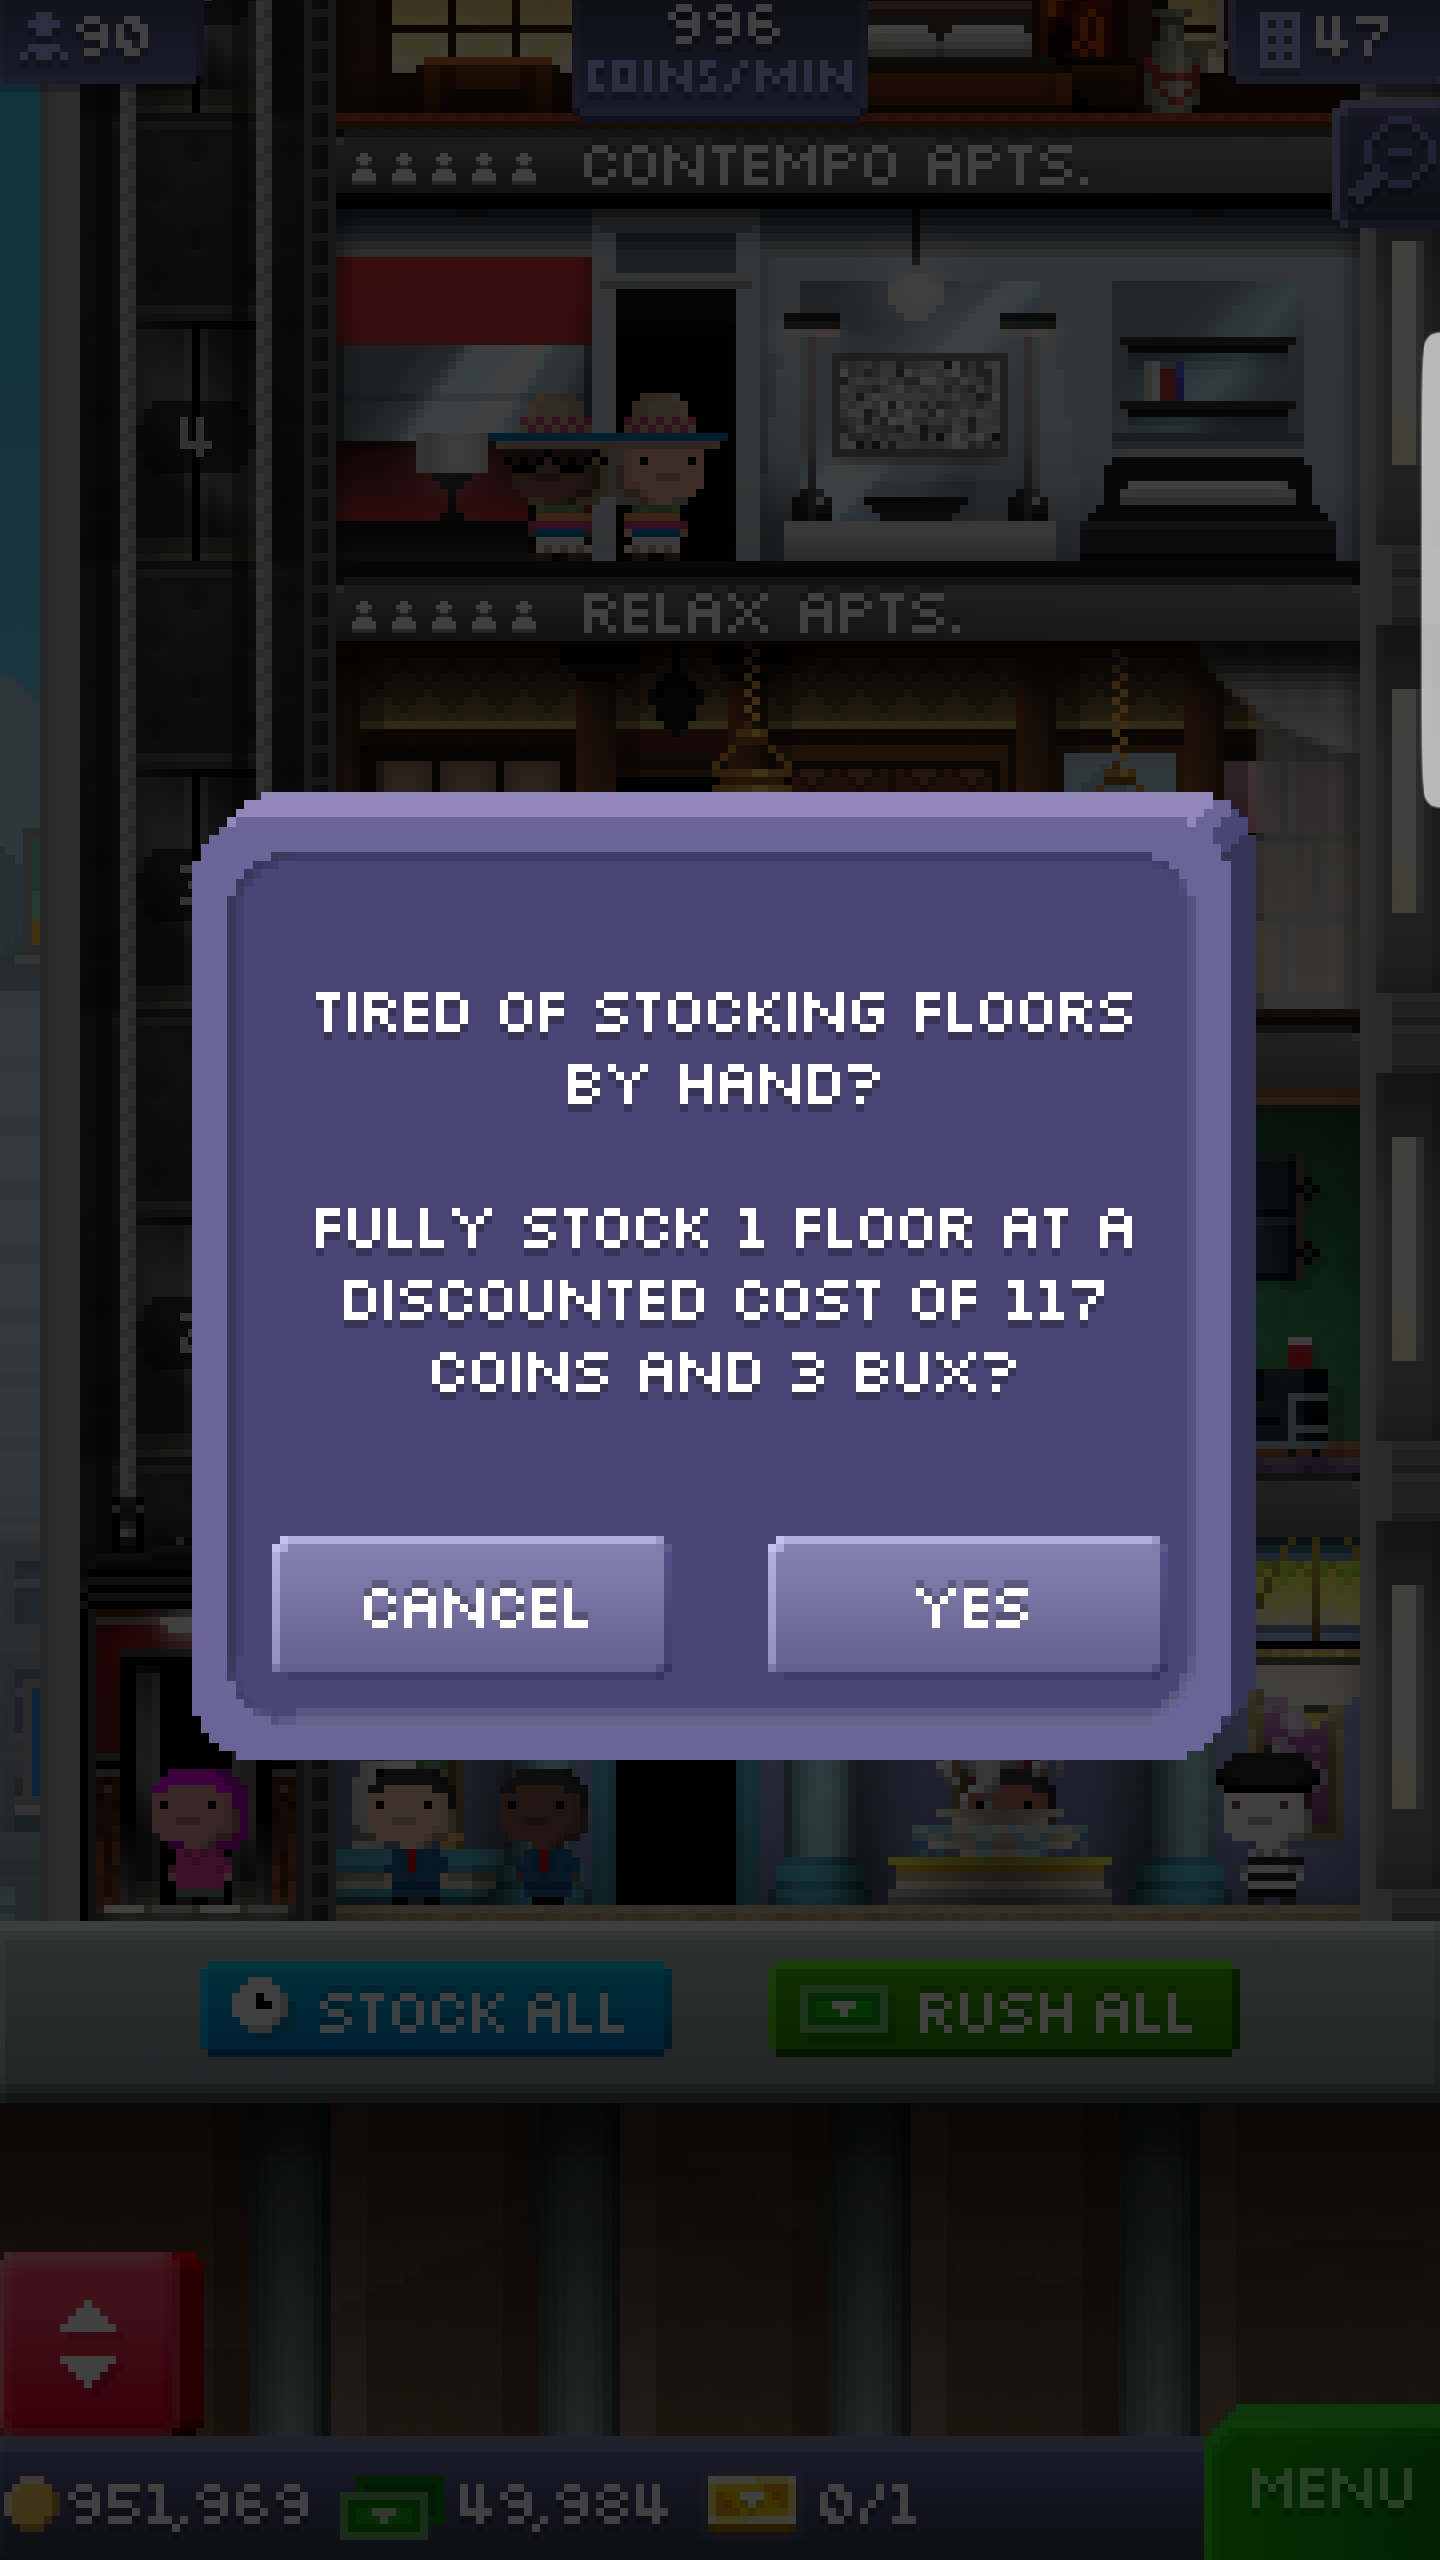 90
996
COINS/MIN
47
CONTEMPO APTS.
4
RELAX APTS.
TIRED OF STOCKING FLOORS
BY HAND?
FULLY STOCK 1 FLOOR AT A
DISCOUNTED COST OF 117
COINS AND 3 BUX?
CANCEL
YES
STOCK ALL
RUSH ALL
951,969
49,984
0/1
MENU